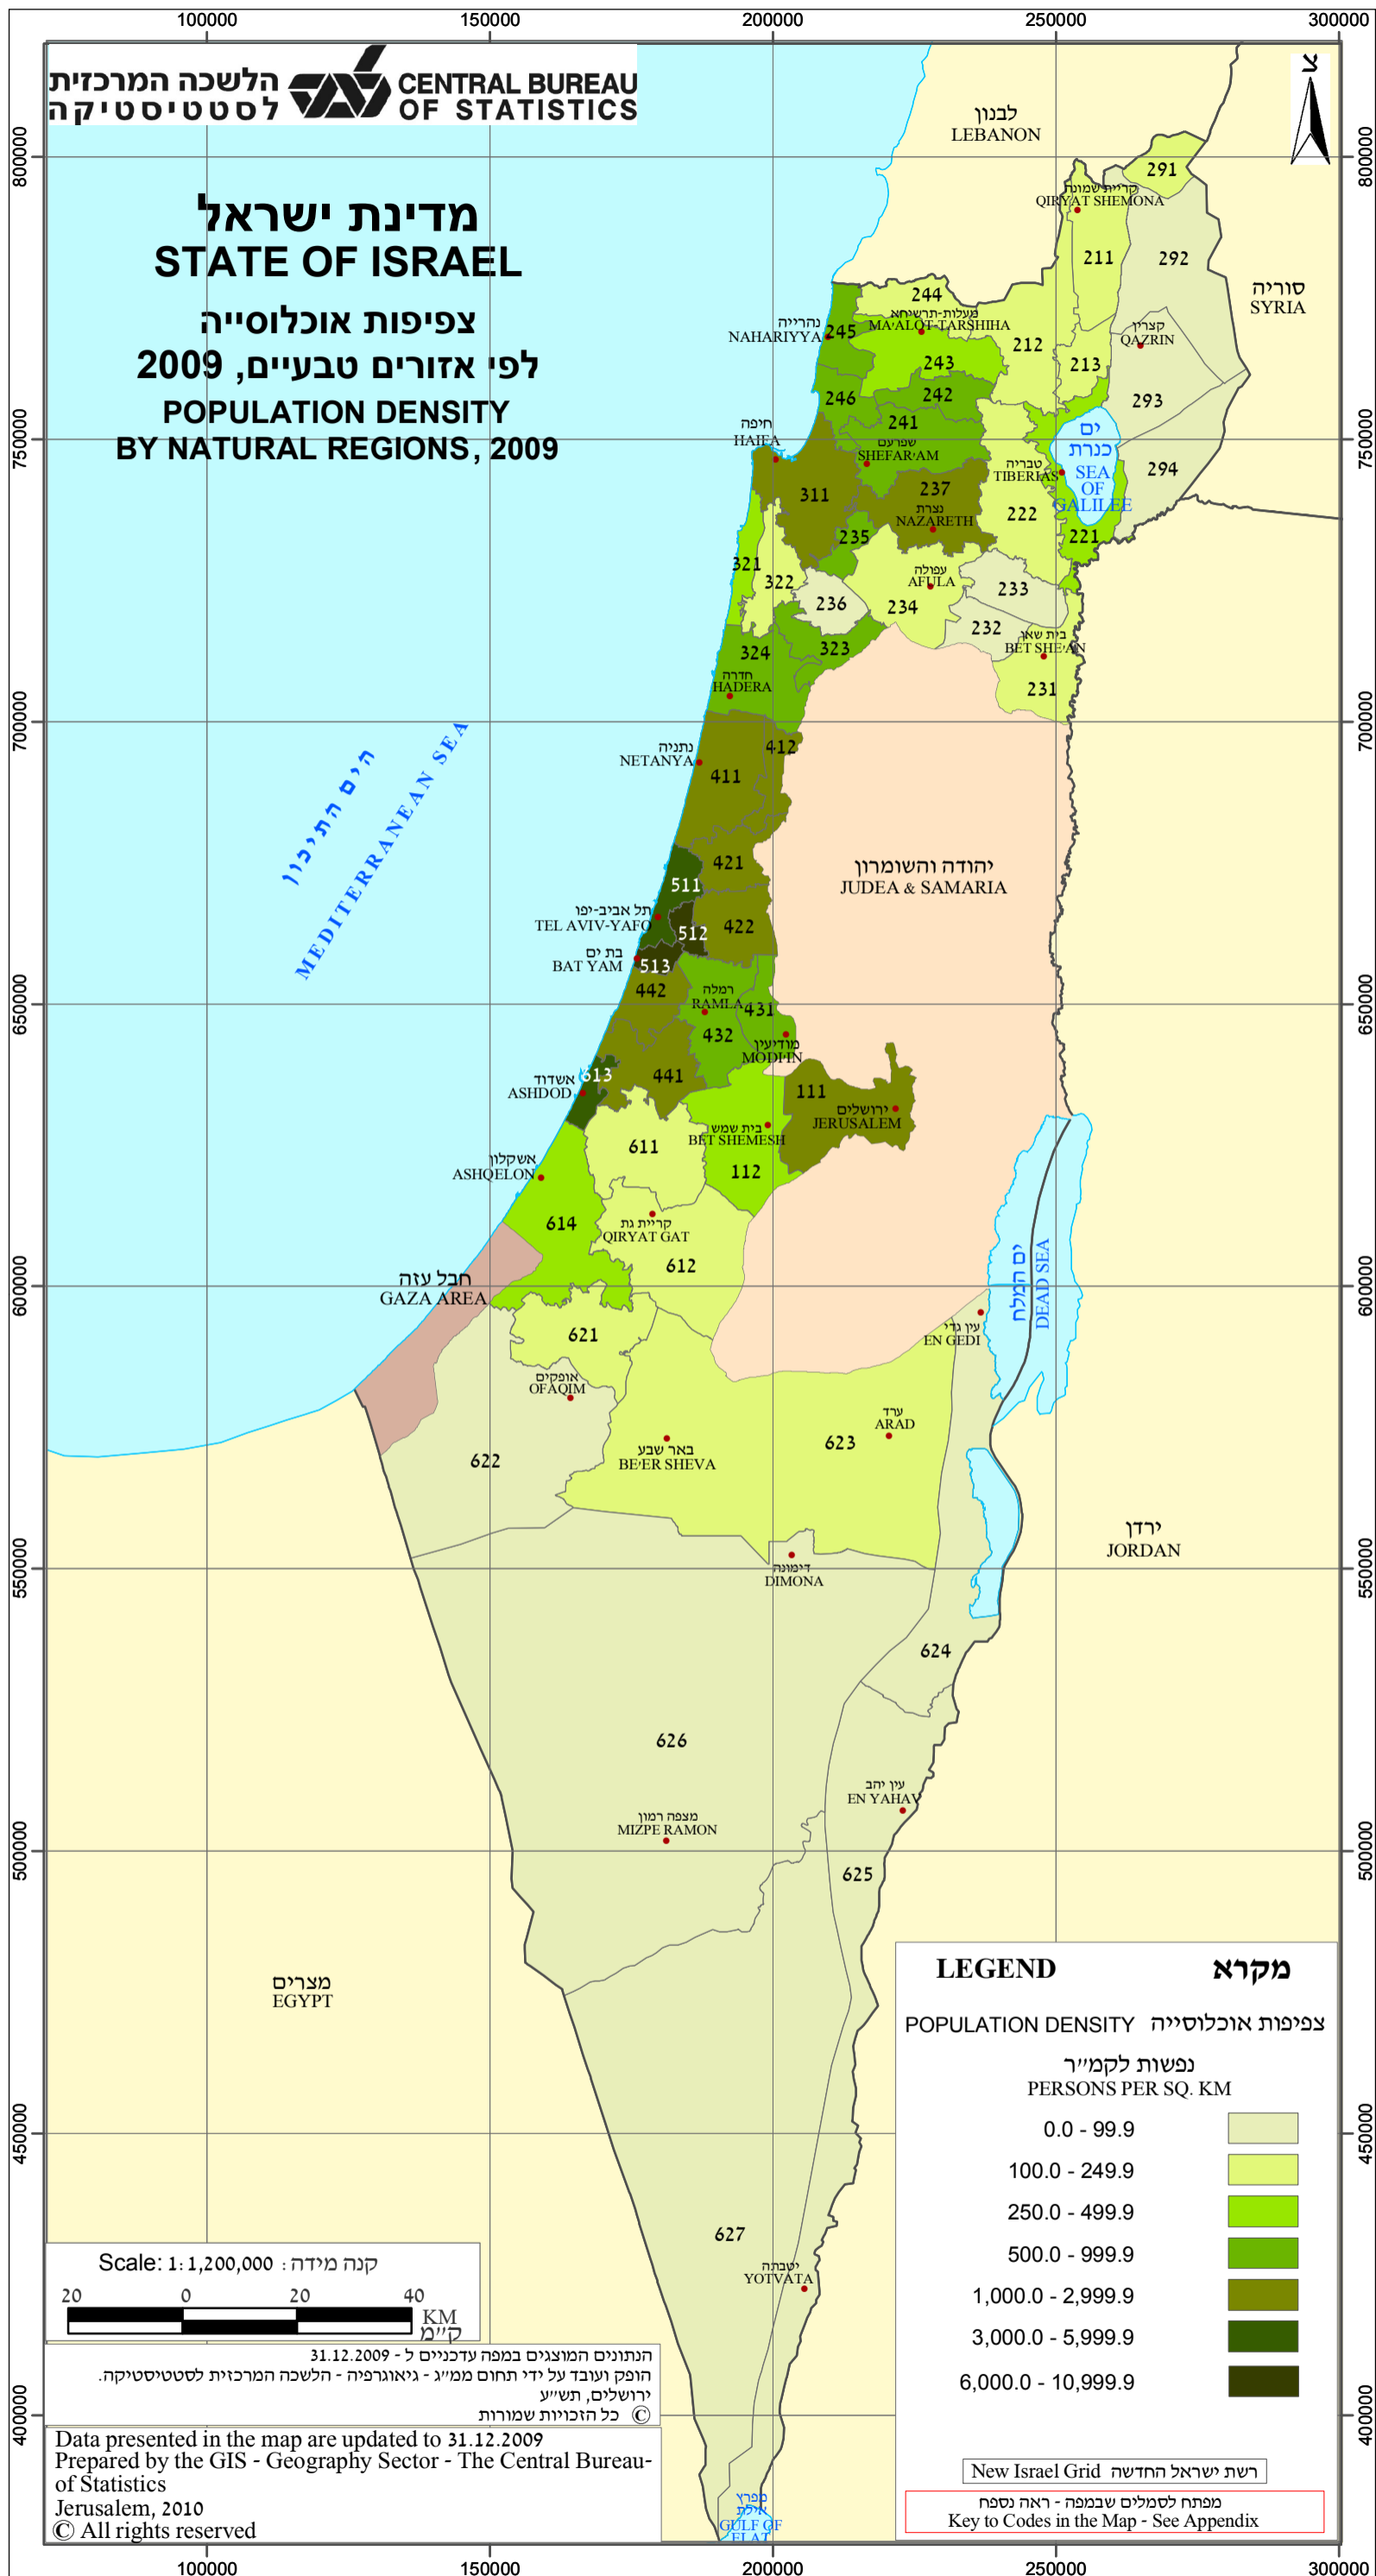 100000 150000 200000 250000 300000
הלשכה המרכזית
לסטטיסטיקה
CENTRAL BUREAU
OF STATISTICS
צ
מדינת ישראל
STATE OF ISRAEL
צפיפות אוכלוסייה
לפי אזורים טבעיים, 2009
POPULATION DENSITY
BY NATURAL REGIONS, 2009
לבנון
LEBANON
800000 800000
291
קריית שמונה
QIRYAT SHEMONA
211
292
סוריה
SYRIA
244
מעלות-תרשיחא
MA'ALOT-TARSHIHA
נהרייה
NAHARIYYA
245
212
קצרין
QAZRIN
243
213
242
246
293
241
חיפה
HAIFA
שפרעם
SHEFAR'AM
750000 750000
ים
כנרת
SEA
OF
GALILEE
טבריה
TIBERIAS
294
237
311
נצרת
NAZARETH
222
235
221
321
322
עפולה
AFULA
233
236
234
232
בית שאן
BET SHE'AN
323
324
חדרה
HADERA
231
700000 700000
הים התיכון
MEDITERRANEAN SEA
נתניה
NETANYA
412
411
421
יהודה והשומרון
JUDEA & SAMARIA
511
תל אביב-יפו
TEL AVIV-YAFO
422
512
בת ים
BAT YAM
513
442
רמלה
RAMLA
650000 650000
431
432
מודיעין
MODI'IN
613
441
אשדוד
ASHDOD
111
ירושלים
JERUSALEM
בית שמש
BET SHEMESH
611
112
אשקלון
ASHQELON
614
קריית גת
QIRYAT GAT
612
חבל עזה
GAZA AREA
600000 600000
ים המלח
DEAD SEA
עין גדי
EN GEDI
621
אופקים
OFAQIM
ערד
ARAD
623
באר שבע
BE'ER SHEVA
622
ירדן
JORDAN
550000 550000
דימונה
DIMONA
624
626
עין יהב
EN YAHAV
מצפה רמון
MIZPE RAMON
500000 500000
625
מצרים
EGYPT
627
יטבתה
YOTVATA
מפרץ
אילת
GULF OF
ELAT
LEGEND מקרא
POPULATION DENSITY צפיפות אוכלוסייה
נפשות לקמ״ר
PERSONS PER SQ. KM
0.0 - 99.9
450000 450000
100.0 - 249.9
250.0 - 499.9
500.0 - 999.9
1,000.0 - 2,999.9
3,000.0 - 5,999.9
6,000.0 - 10,999.9
400000 400000
New Israel Grid רשת ישראל החדשה
מפתח לסמלים שבמפה - ראה נספח
Key to Codes in the Map - See Appendix
Scale: 1:1,200,000 : קנה מידה
20 0 20 40
KM
ק״מ
הנתונים המוצגים במפה עדכניים ל - 31.12.2009
הופק ועובד על ידי תחום ממ״ג - גיאוגרפיה - הלשכה המרכזית לסטטיסטיקה.
ירושלים, תש״ע
© כל הזכויות שמורות
Data presented in the map are updated to 31.12.2009
Prepared by the GIS - Geography Sector - The Central Bureau-
of Statistics
Jerusalem, 2010
© All rights reserved
100000 150000 200000 250000 300000